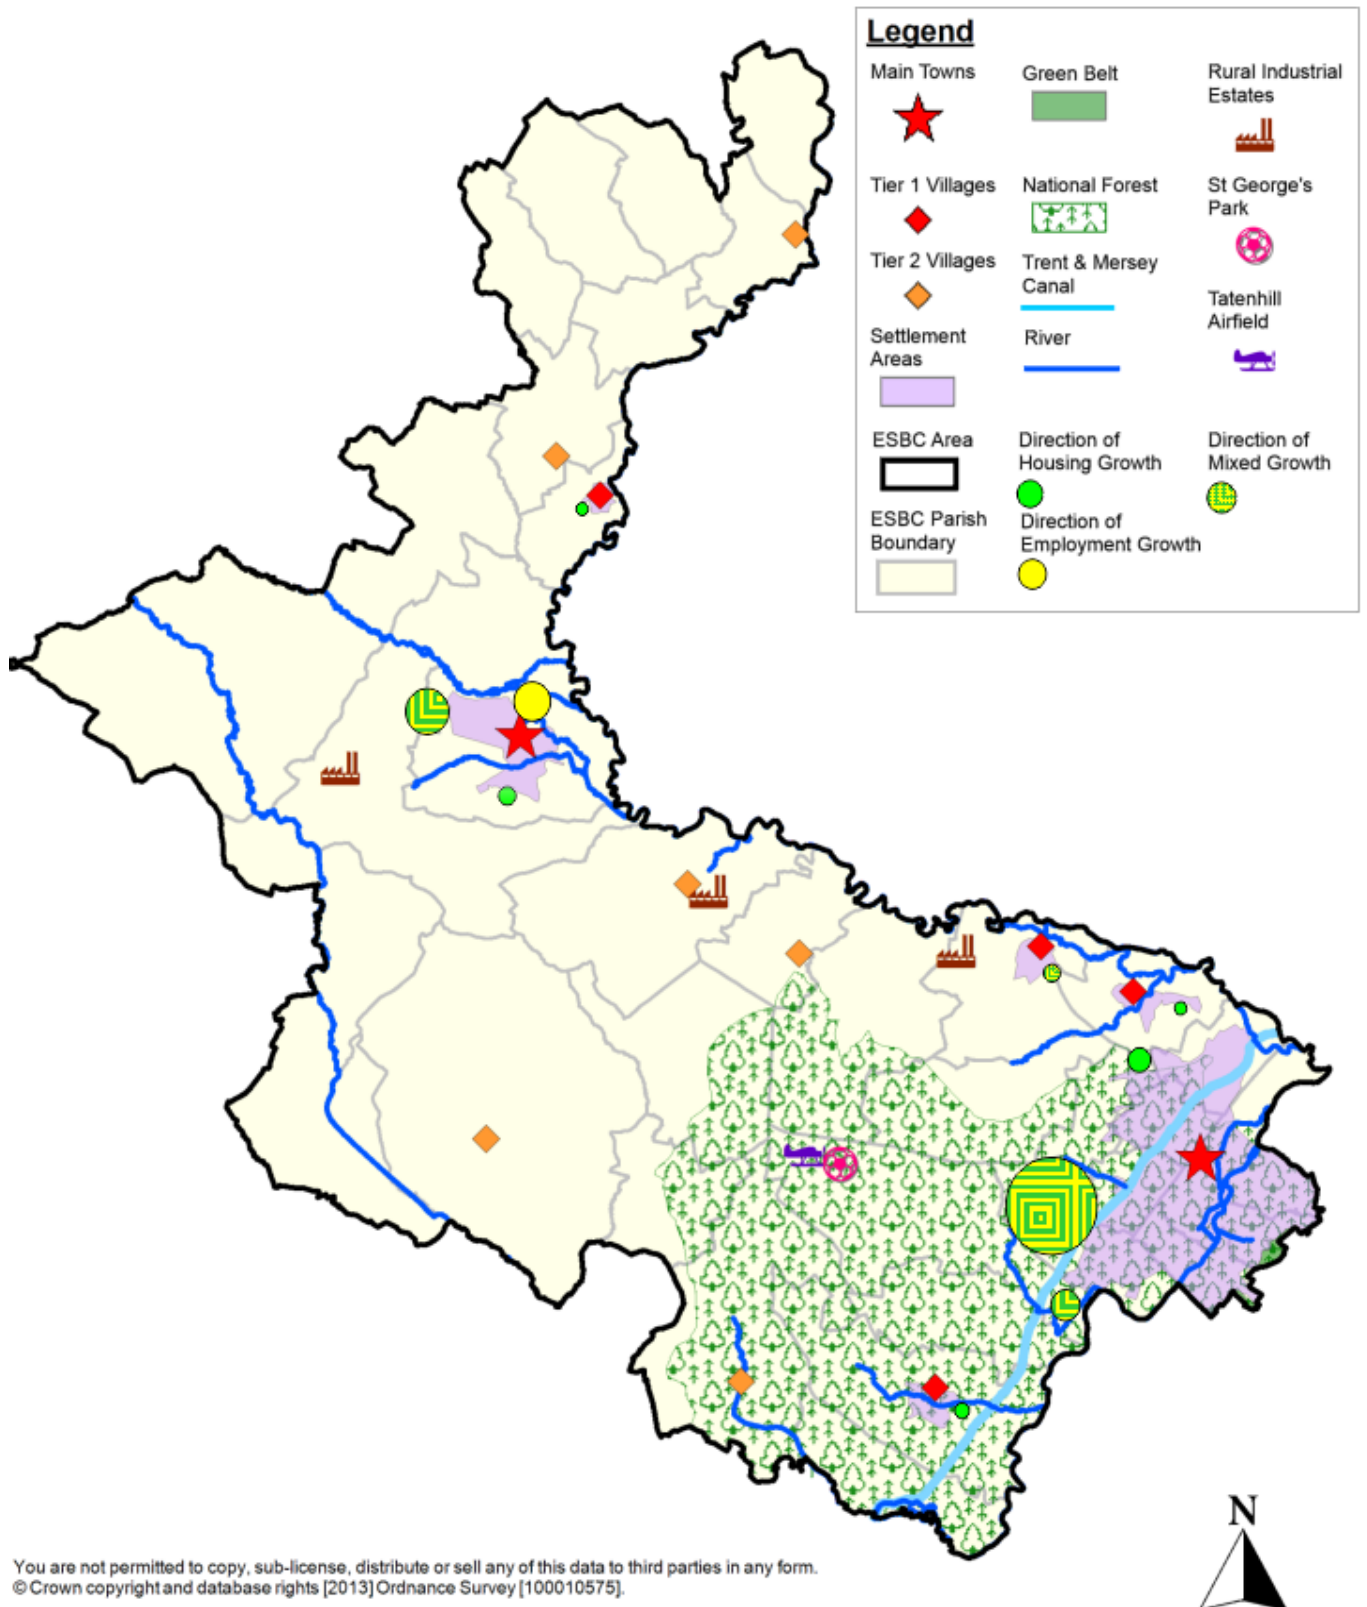 Legend
Main Towns
Green Belt
Rural Industrial
Estates
Tier 1 Villages
National Forest
St George's
Park
Tier 2 Villages
Trent & Mersey
Canal
Tatenhill
Airfield
Settlement
Areas
River
ESBC Area
Direction of
Housing Growth
Direction of
Mixed Growth
ESBC Parish
Boundary
Direction of
Employment Growth
N
You are not permitted to copy, sub-license, distribute or sell any of this data to third parties in any form.
© Crown copyright and database rights [2013] Ordnance Survey [100010575].